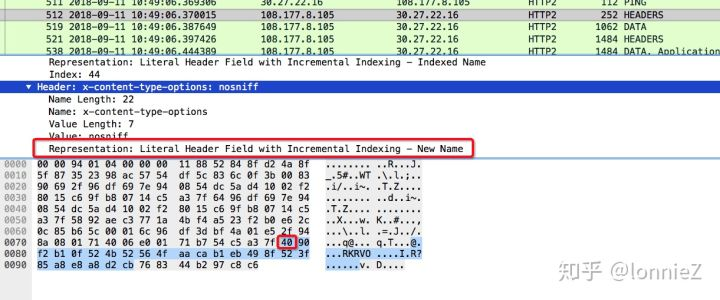 511 2018-09-11 10:49:06.369306 30.27.22.16 108.177.8.105 HTTP2 112 PING
512 2018-09-11 10:49:06.370015 108.177.8.105 30.27.22.16 HTTP2 252 HEADERS
519 2018-09-11 10:49:06.387649 108.177.8.105 30.27.22.16 HTTP2 1062 DATA
521 2018-09-11 10:49:06.397426 108.177.8.105 30.27.22.16 HTTP2 1484 HEADERS
538 2018-09-11 10:49:06.444389 108.177.8.105 30.27.22.16 HTTP2 1484 DATA, Applicatio
Representation: Literal Header Field with Incremental Indexing - Indexed Name
Index: 44
Header: x-content-type-options: nosniff
Name Length: 22
Name: x-content-type-options
Value Length: 7
Value: nosniff
Representation: Literal Header Field with Incremental Indexing - New Name
0000 00 00 94 01 04 00 00 00 11 88 52 84 8f d2 4a 8f ........ ..R...J.
0010 5f 87 35 23 98 ac 57 54 df 5c 83 6c 0f 3b 00 83
0020 90 69 2f 96 df 69 7e 94 08 54 dc 5a d4 10 02 f2
0030 80 15 c6 9f b8 07 14 c5 a3 7f 64 96 df 69 7e 94
0040 08 54 dc 5a d4 10 02 f2 80 15 c6 9f b8 07 14 c5
0050 a3 7f 58 92 ae c3 77 1a 4b f4 a5 23 f2 b0 e6 2c
0060 0c 85 b6 5c 00 01 6c 96 df 3d bf 4a 01 e5 2f 94
0070 8a 08 01 71 40 06 e0 01 71 b7 54 c5 a3 7f 40 90
0080 f2 b1 0f 52 4b 52 56 4f aa ca b1 eb 49 8f 52 3f
0090 85 a8 e8 a8 d2 cb 76 83 44 b2 97 c8 c6
知乎 @lonnieZ